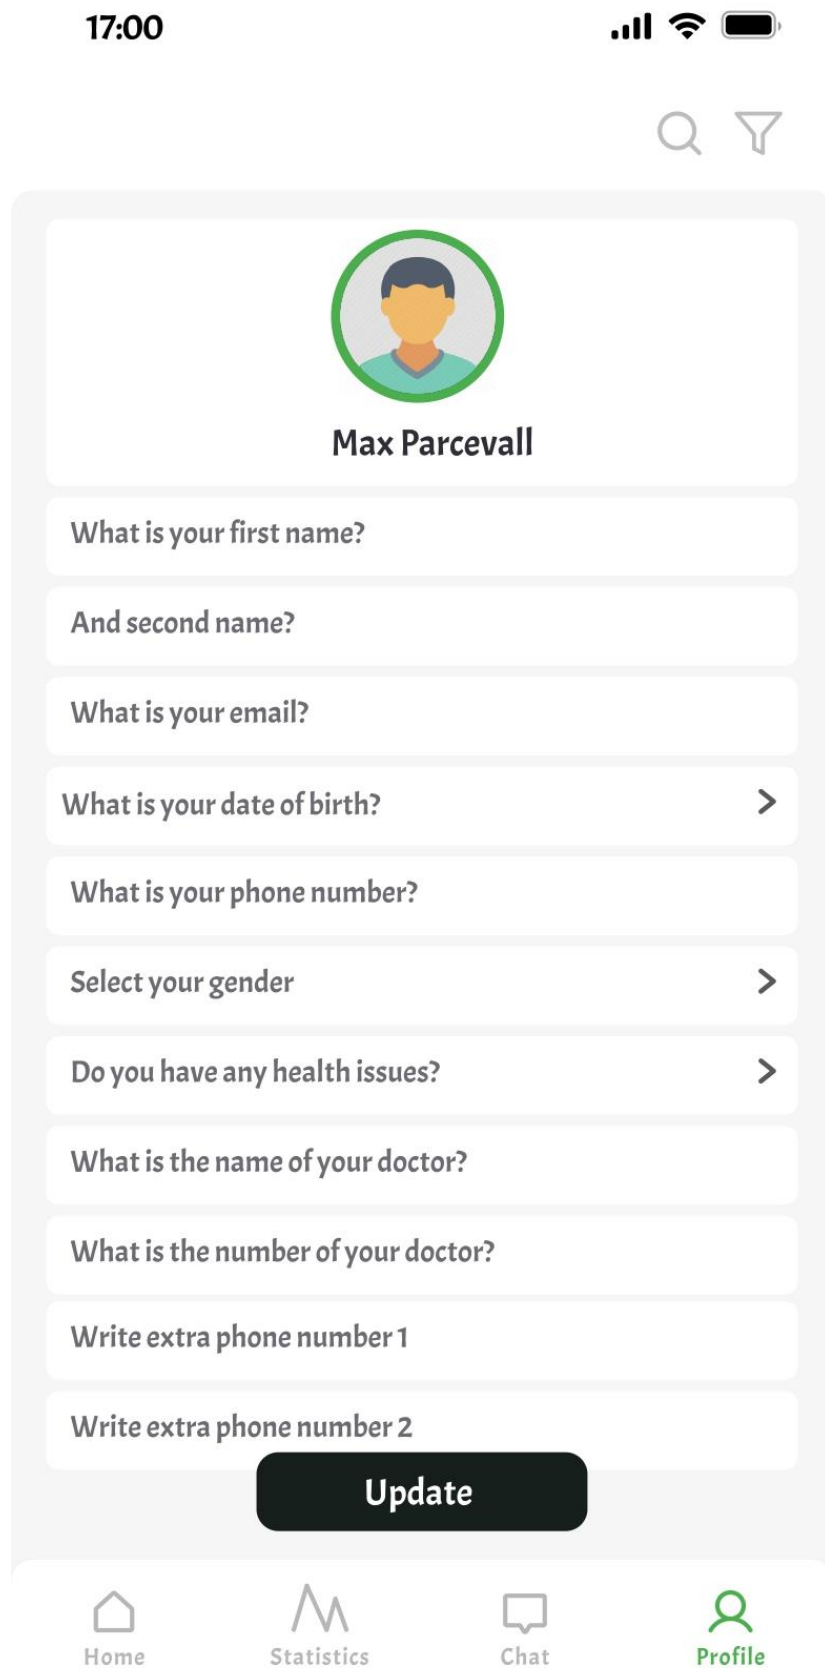 17:00
Max Parcevall
What is your first name?
And second name?
What is your email?
What is your date of birth?
What is your phone number?
Select your gender
Do you have any health issues?
What is the name of your doctor?
What is the number of your doctor?
Write extra phone number 1
Write extra phone number 2
Update
Home Statistics Chat Profile